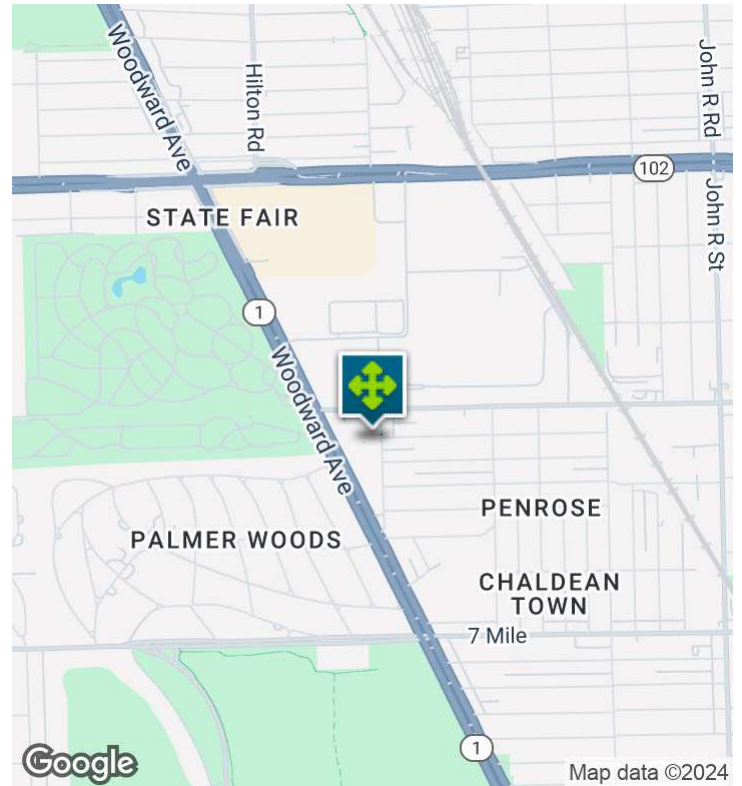 Woodward Ave
Hilton Rd
John R Rd
102
STATE FAIR
John R St
1
Woodward Ave
PENROSE
PALMER WOODS
CHALDEAN
TOWN
7 Mile
1
Google
Map data ©2024